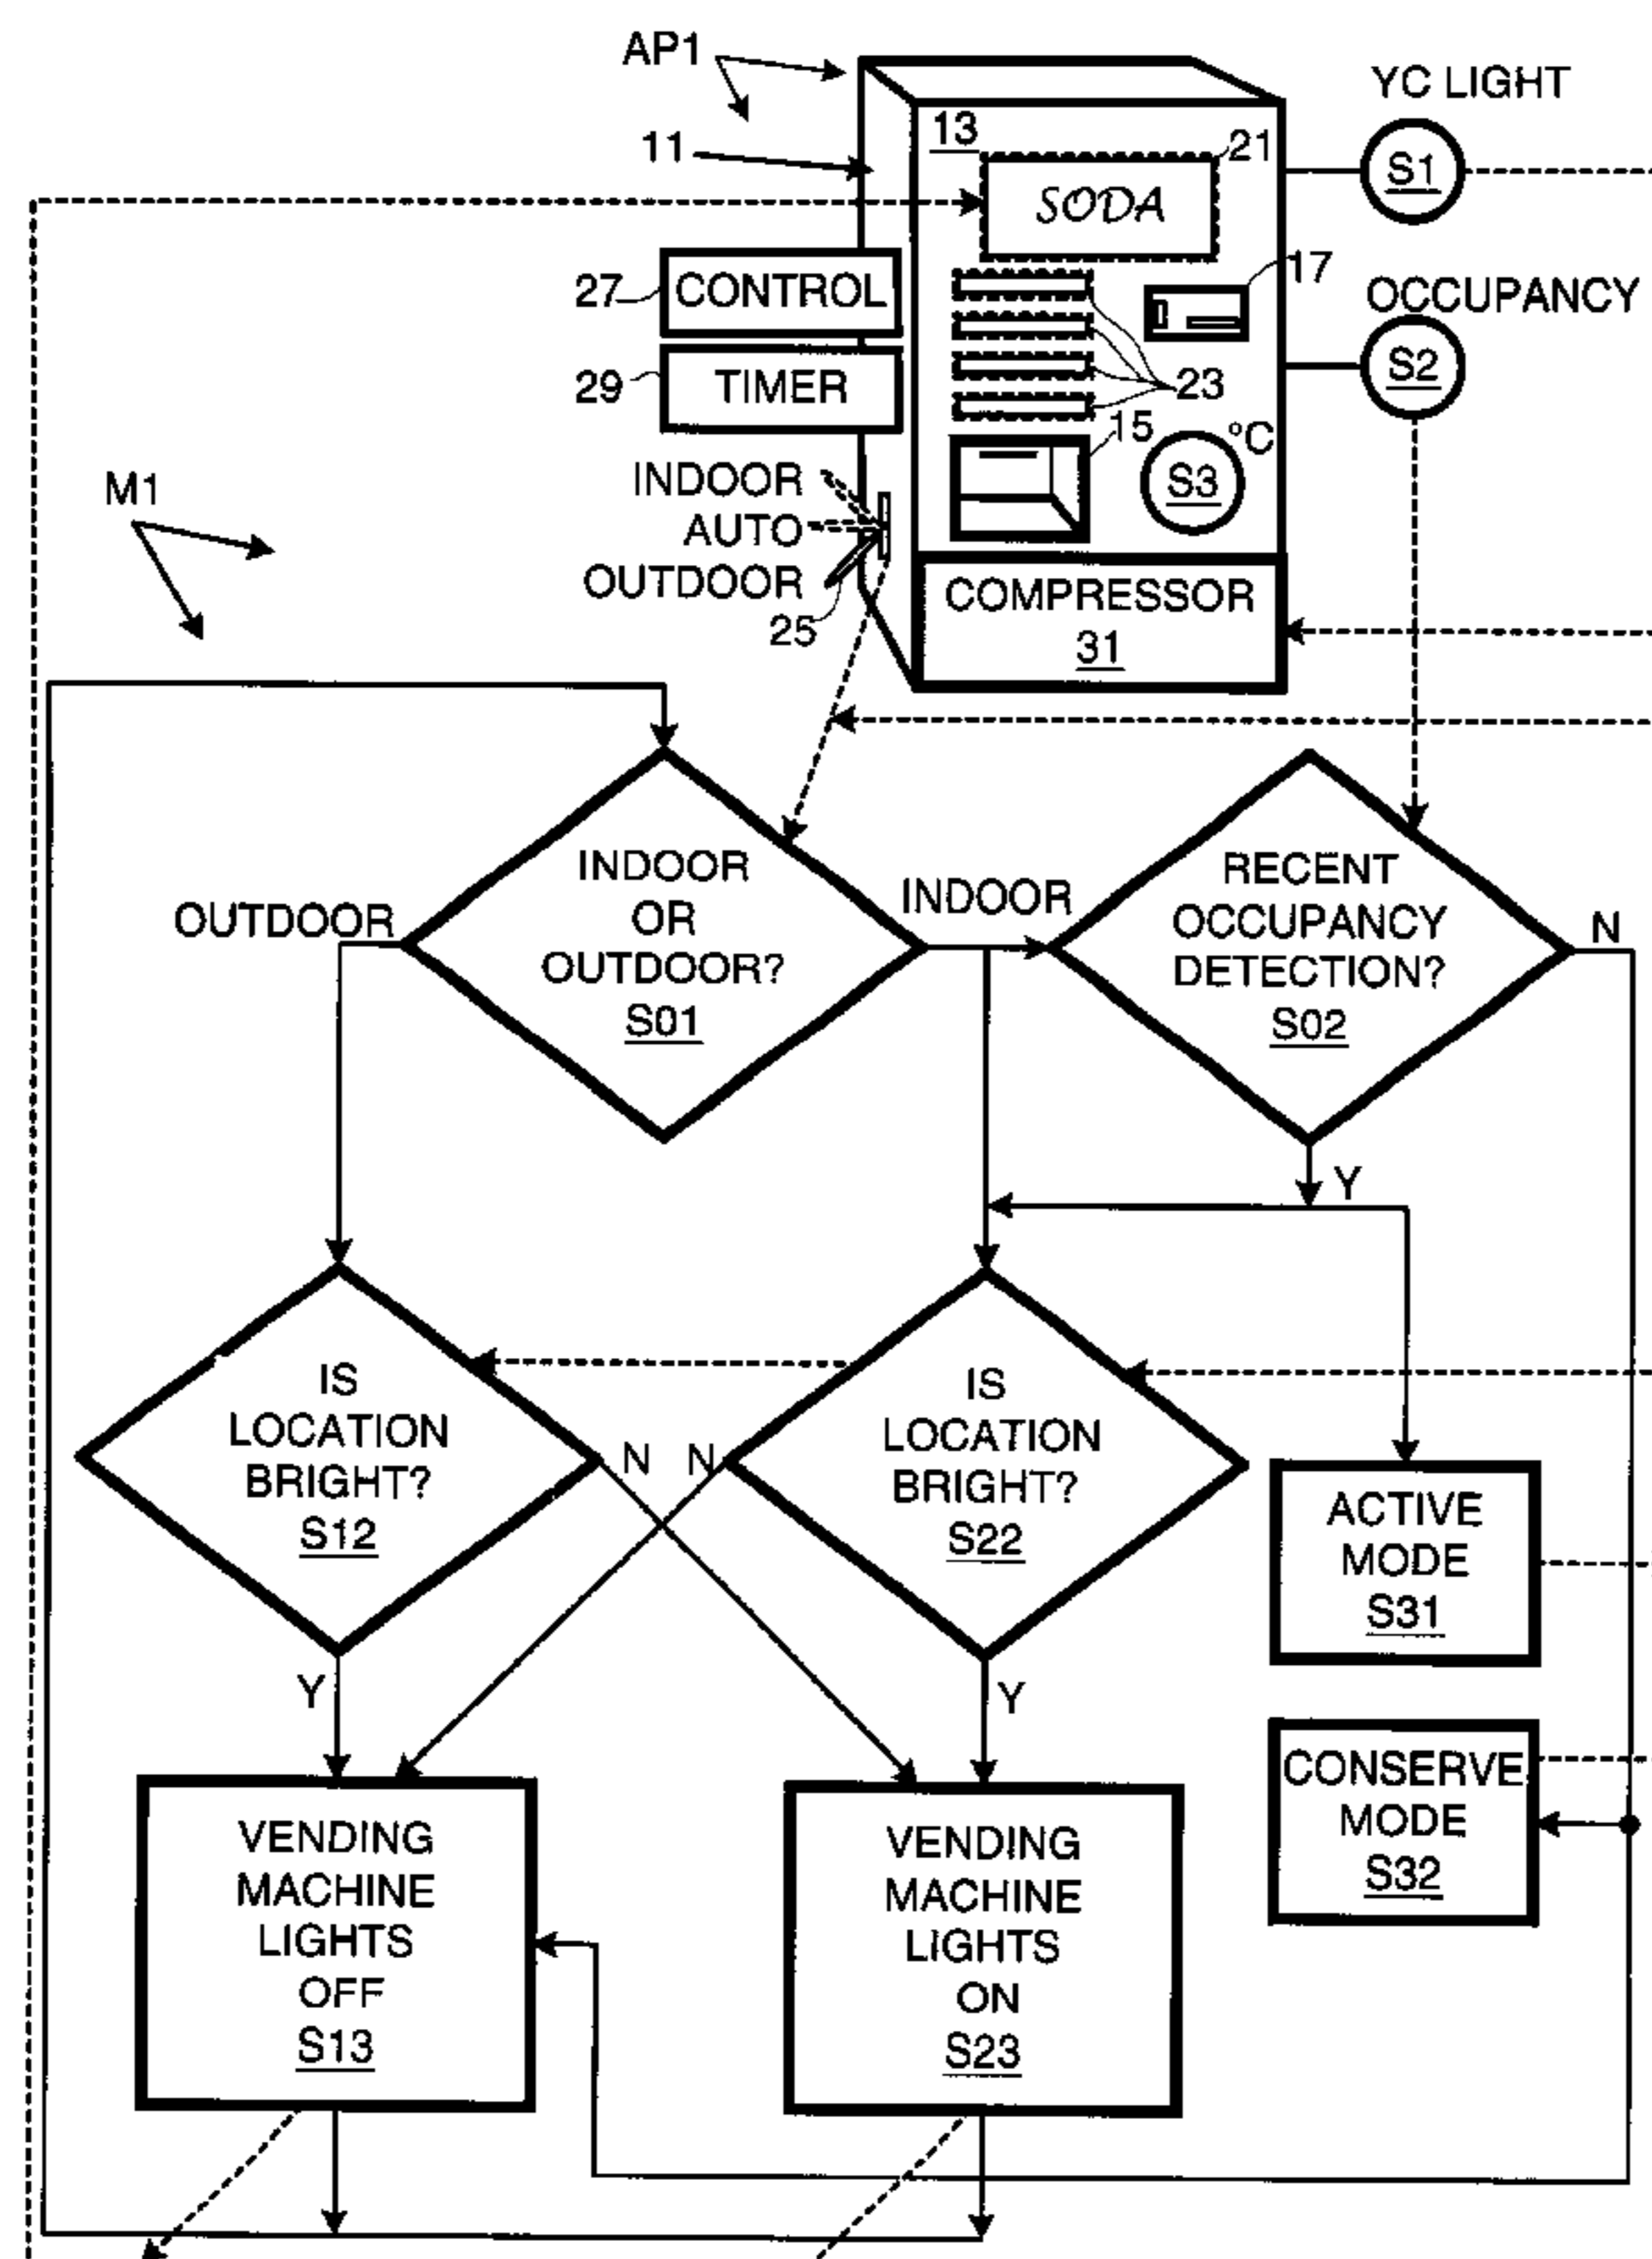 AP1
YC LIGHT
11
13
21
S1
SODA
27
CONTROL
17
OCCUPANCY
29
TIMER
23
S2
15
°C
S3
M1
INDOOR
AUTO
OUTDOOR
25
COMPRESSOR
31
INDOOR
OR
OUTDOOR?
S01
OUTDOOR
INDOOR
RECENT
OCCUPANCY
DETECTION?
S02
N
Y
IS
LOCATION
BRIGHT?
S12
N
Y
IS
LOCATION
BRIGHT?
S22
N
Y
ACTIVE
MODE
S31
CONSERVE
MODE
S32
VENDING
MACHINE
LIGHTS
OFF
S13
VENDING
MACHINE
LIGHTS
ON
S23